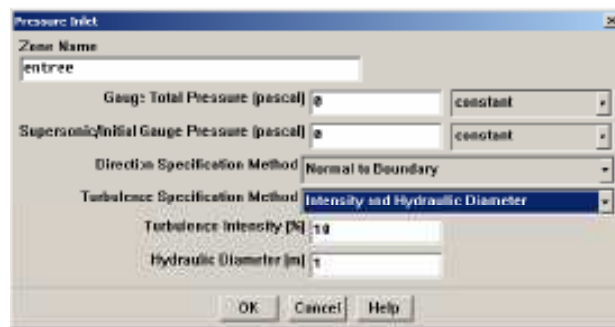 Pressure Inlet
Zone Name
entree
Gauge Total Pressure (pascal) 0 constant
Supersonic/Initial Gauge Pressure (pascal) 0 constant
Direction Specification Method Normal to Boundary
Turbulence Specification Method Intensity and Hydraulic Diameter
Turbulence Intensity (%) 10
Hydraulic Diameter (m) 1
OK Cancel Help